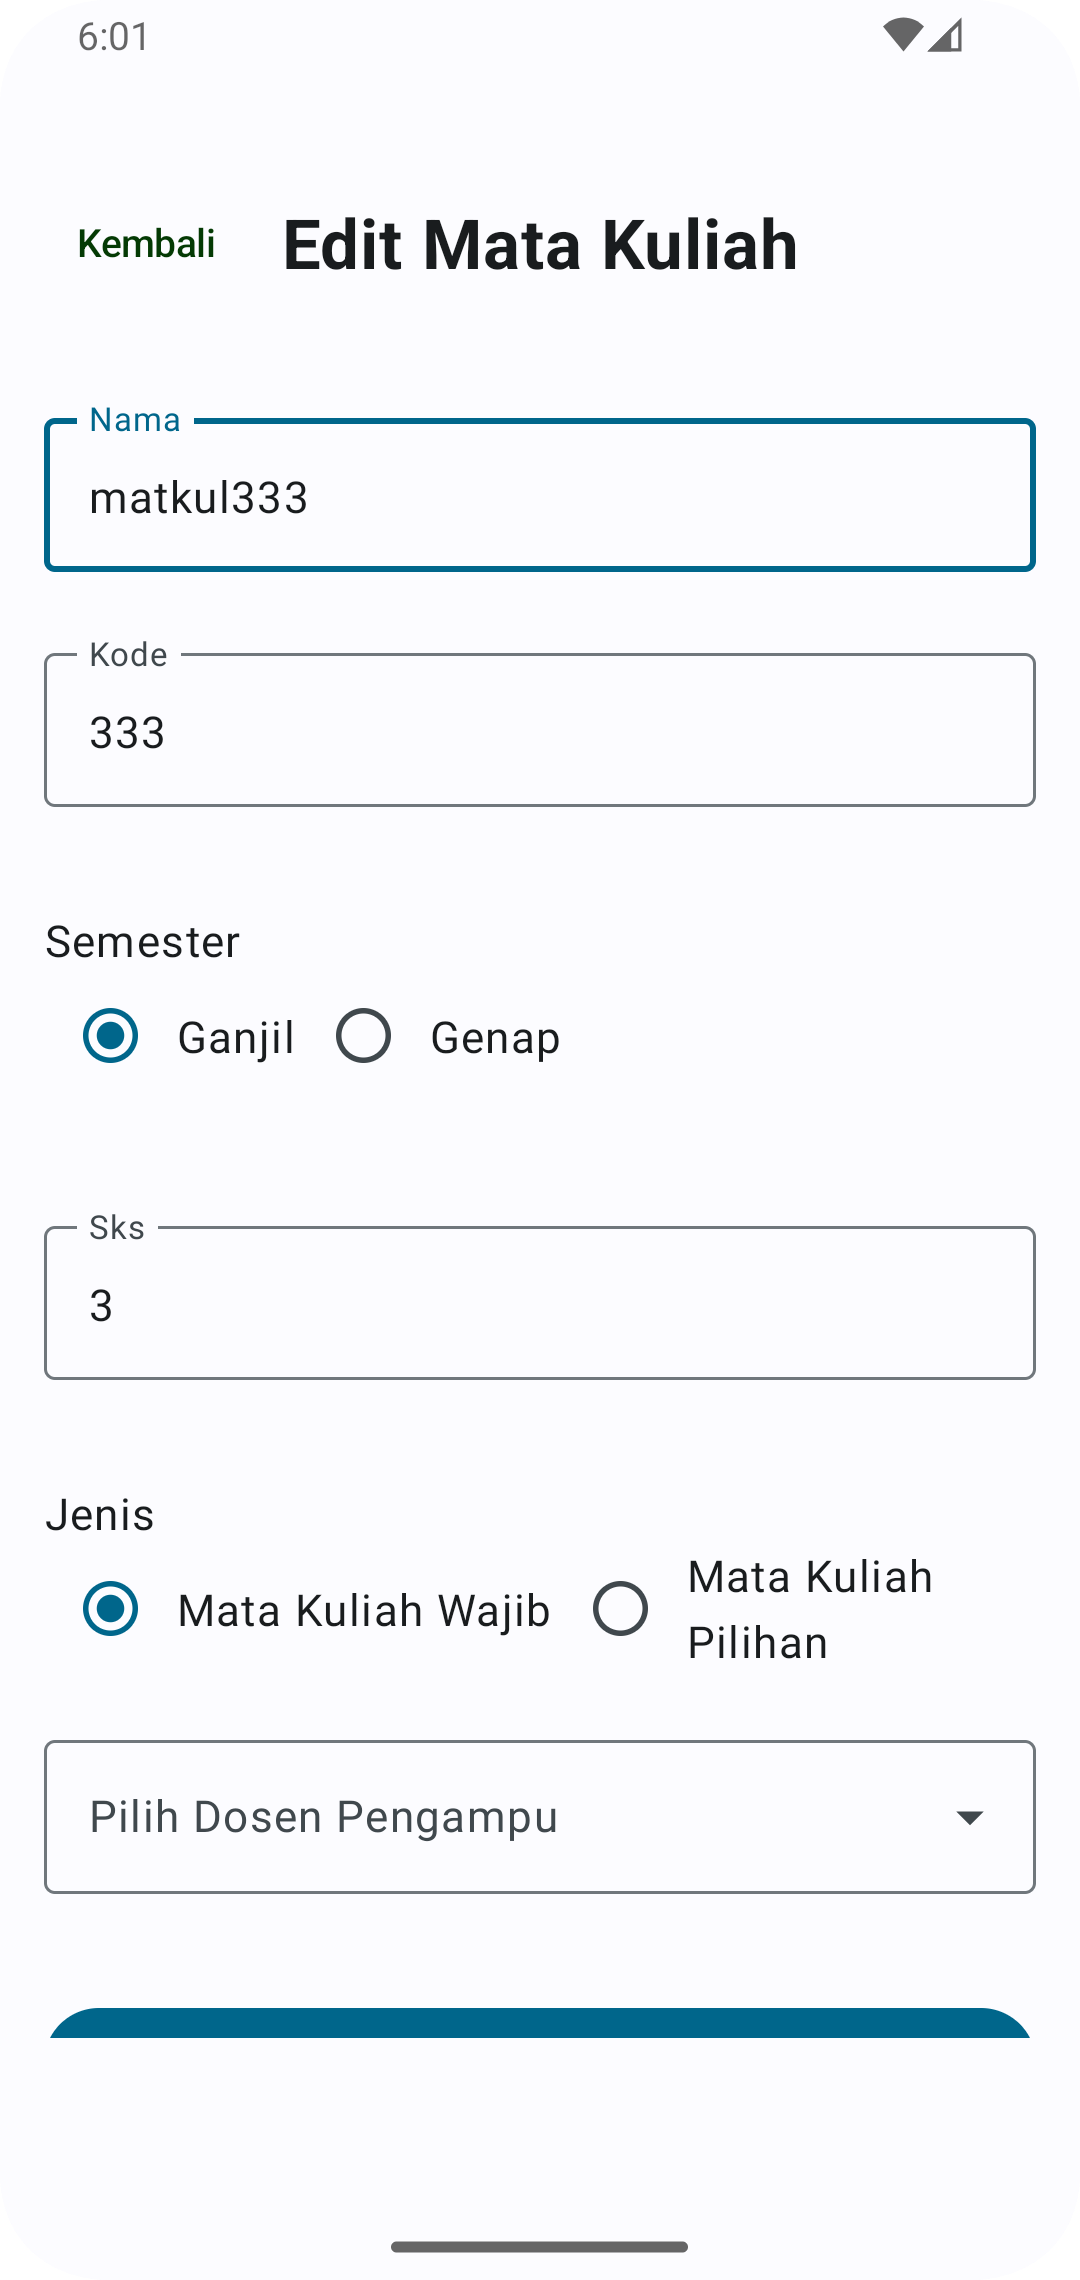 6:01
Kembali
Edit Mata Kuliah
Nama
matkul333
Kode
333
Semester
Ganjil
Genap
Sks
3
Jenis
Mata Kuliah Wajib
Mata Kuliah
Pilihan
Pilih Dosen Pengampu